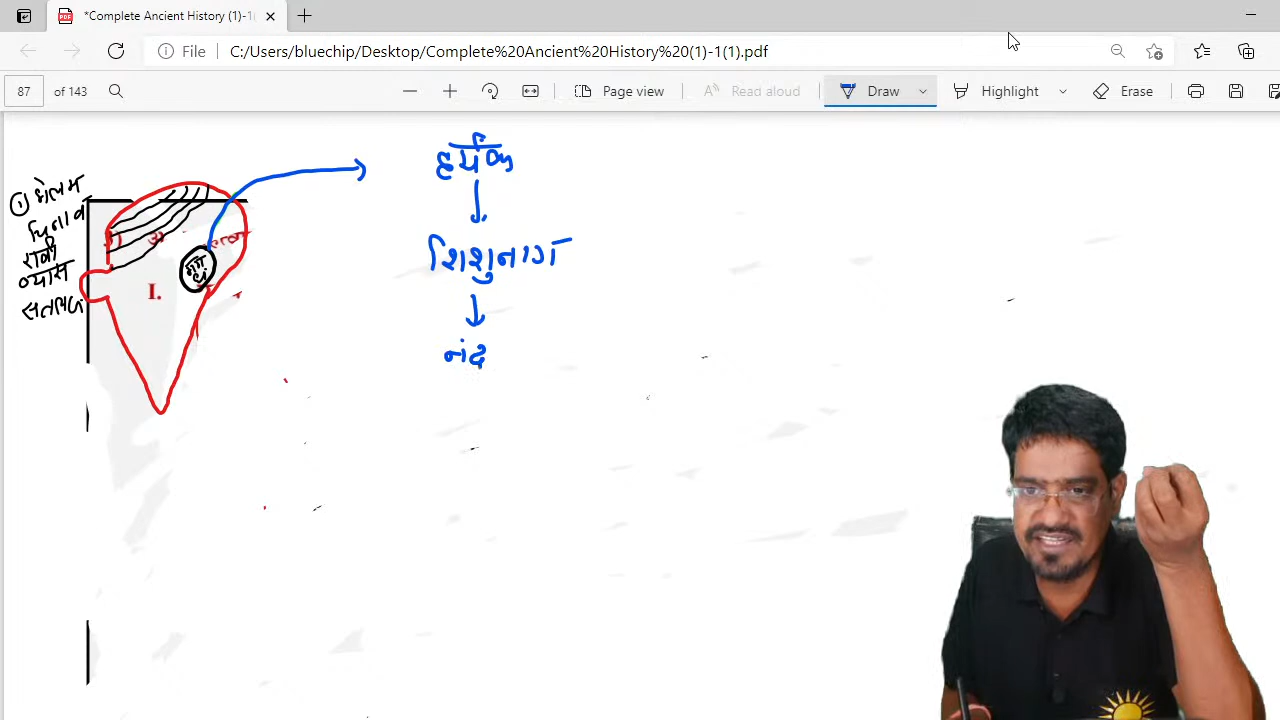 *Complete Ancient History (1)-1(
File C:/Users/bluechip/Desktop/Complete%20Ancient%20History%20(1)-1(1).pdf
87 of 143 Page view Read aloud Draw Highlight Erase
હર્યંક
શિશુનાગ
નંદ
① ઝેલમ
ચિનાબ
રાવી
વ્યાસ
સતલજ
મગ
ધ
I.